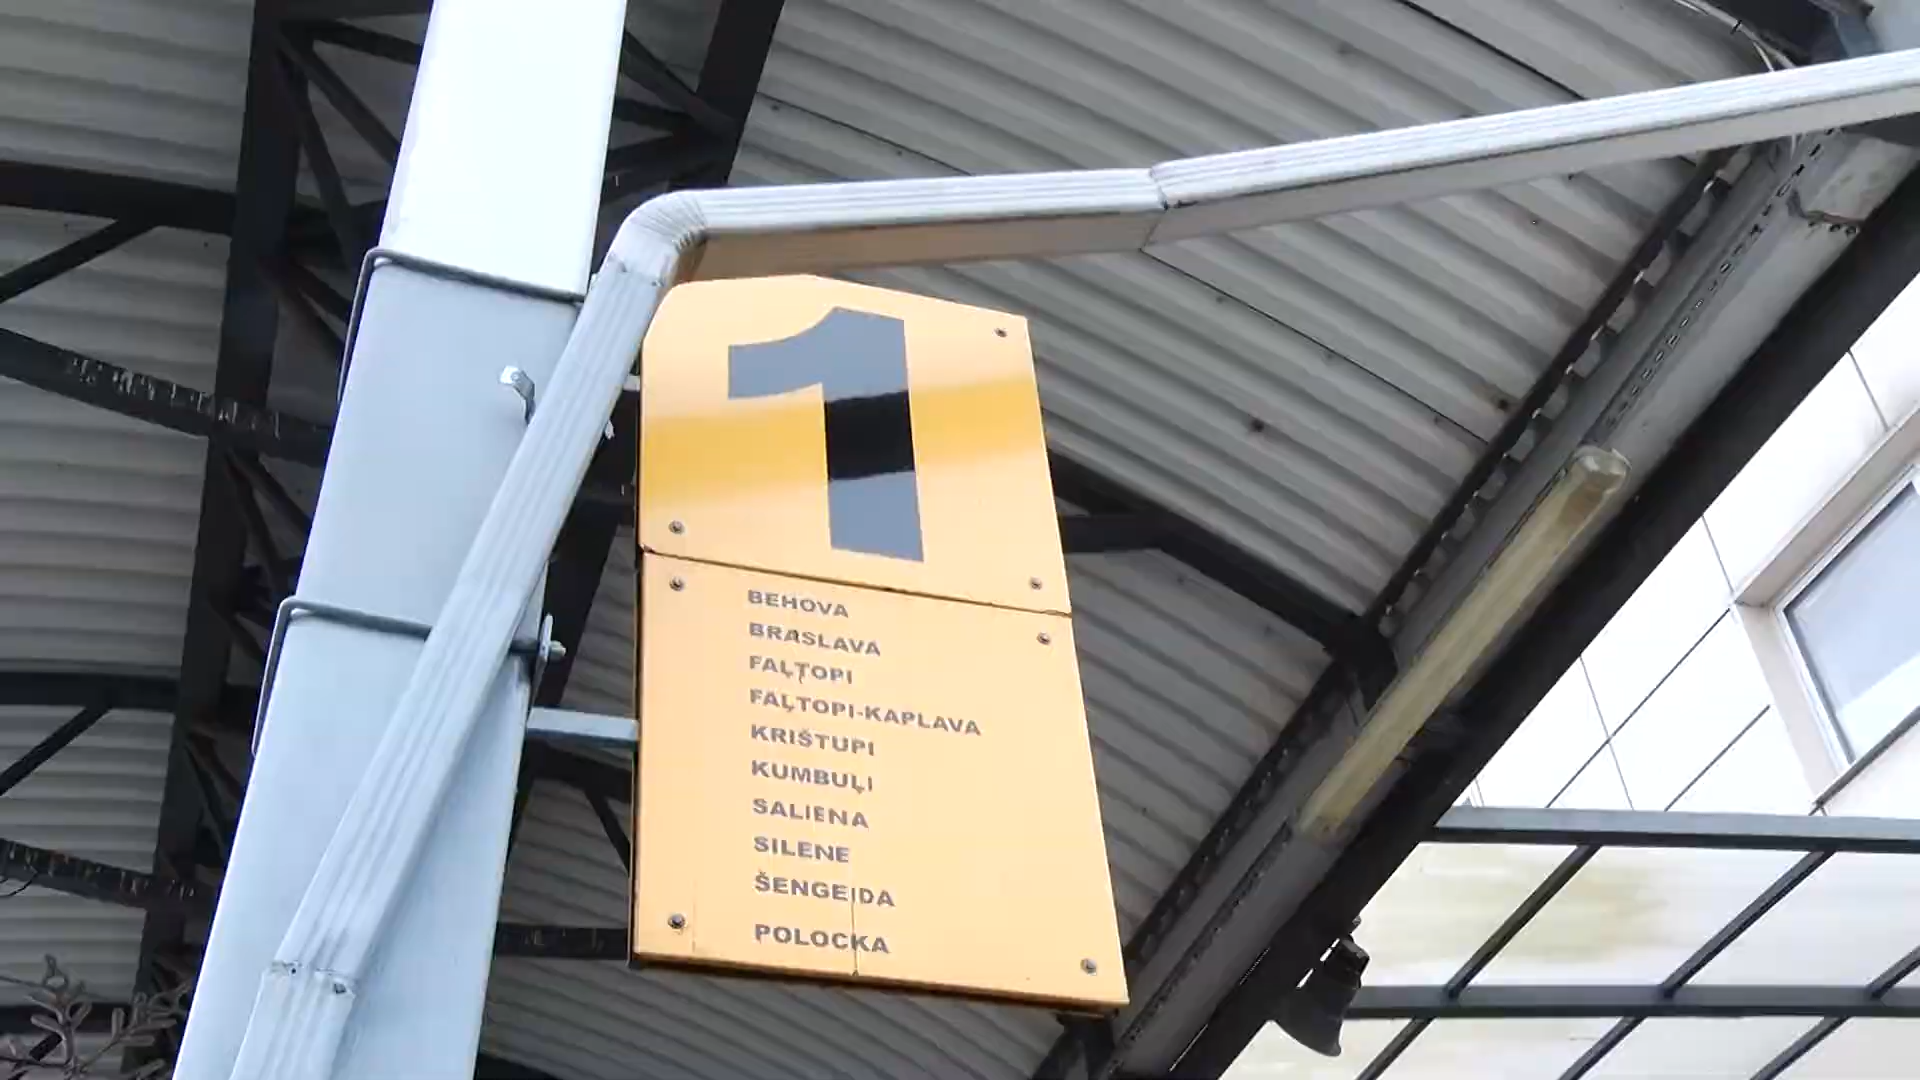 1
BEHOVA
BRASLAVA
FAĻTOPI
FAĻTOPI-KAPLAVA
KRIŠTUPI
KUMBUĻI
SALIENA
SILENE
ŠENGEIDA
POLOCKA